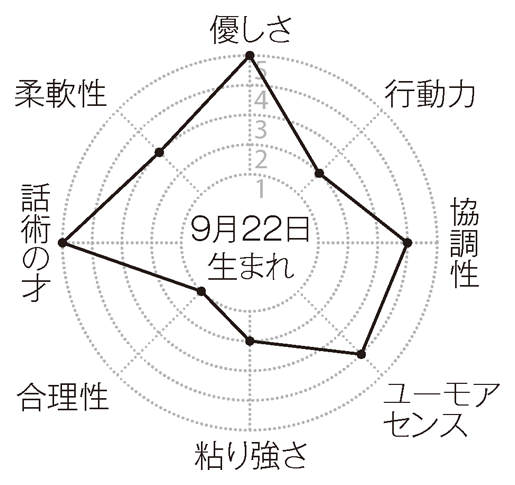 優しさ
柔軟性
行動力
5
4
3
2
1
話術の才
9月22日
生まれ
協調性
合理性
ユーモア
センス
粘り強さ